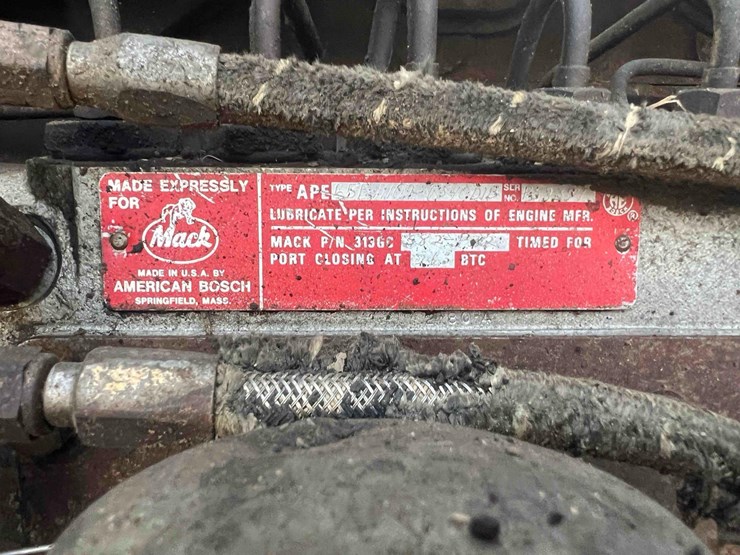 MADE EXPRESSLY
FOR
Mack
MADE IN U.S.A. BY
AMERICAN BOSCH
SPRINGFIELD, MASS.
TYPE APE SER
NO.
LUBRICATE PER INSTRUCTIONS OF ENGINE MFR.
MACK P/N 313GC TIMED FOR
PORT CLOSING AT BTC
®